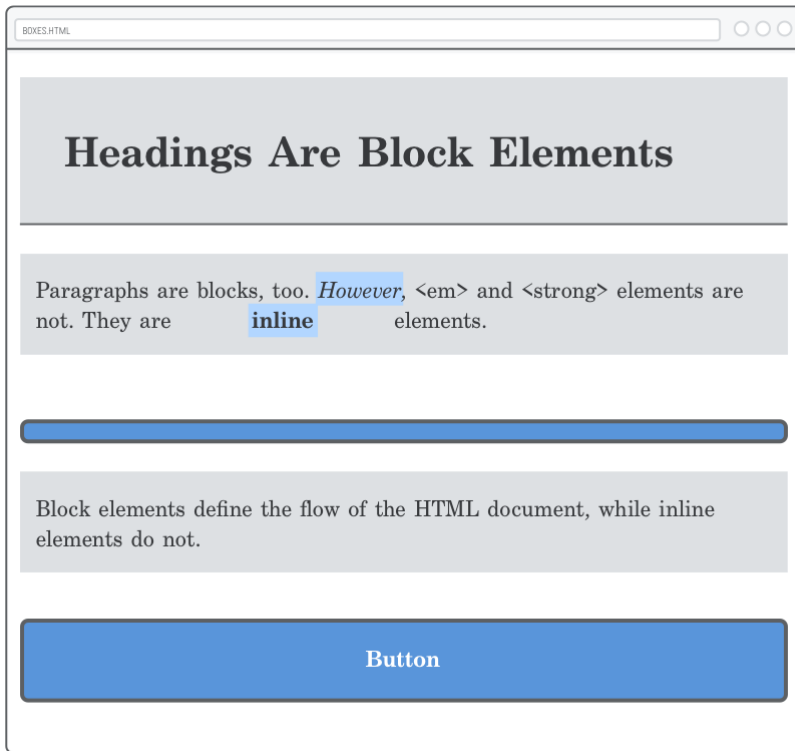 BOXES.HTML
Headings Are Block Elements
Paragraphs are blocks, too. However, <em> and <strong> elements are
not. They are inline elements.
Block elements define the flow of the HTML document, while inline
elements do not.
Button